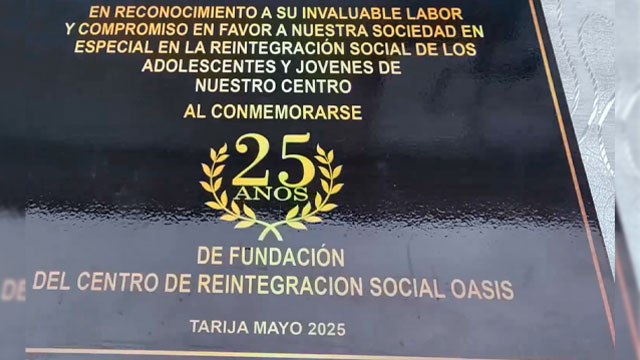 EN RECONOCIMIENTO A SU INVALUABLE LABOR
Y COMPROMISO EN FAVOR A NUESTRA SOCIEDAD EN
ESPECIAL EN LA REINTEGRACIÓN SOCIAL DE LOS
ADOLESCENTES Y JOVENES DE
NUESTRO CENTRO
AL CONMEMORARSE
25
AÑOS
DE FUNDACIÓN
DEL CENTRO DE REINTEGRACION SOCIAL OASIS
TARIJA MAYO 2025